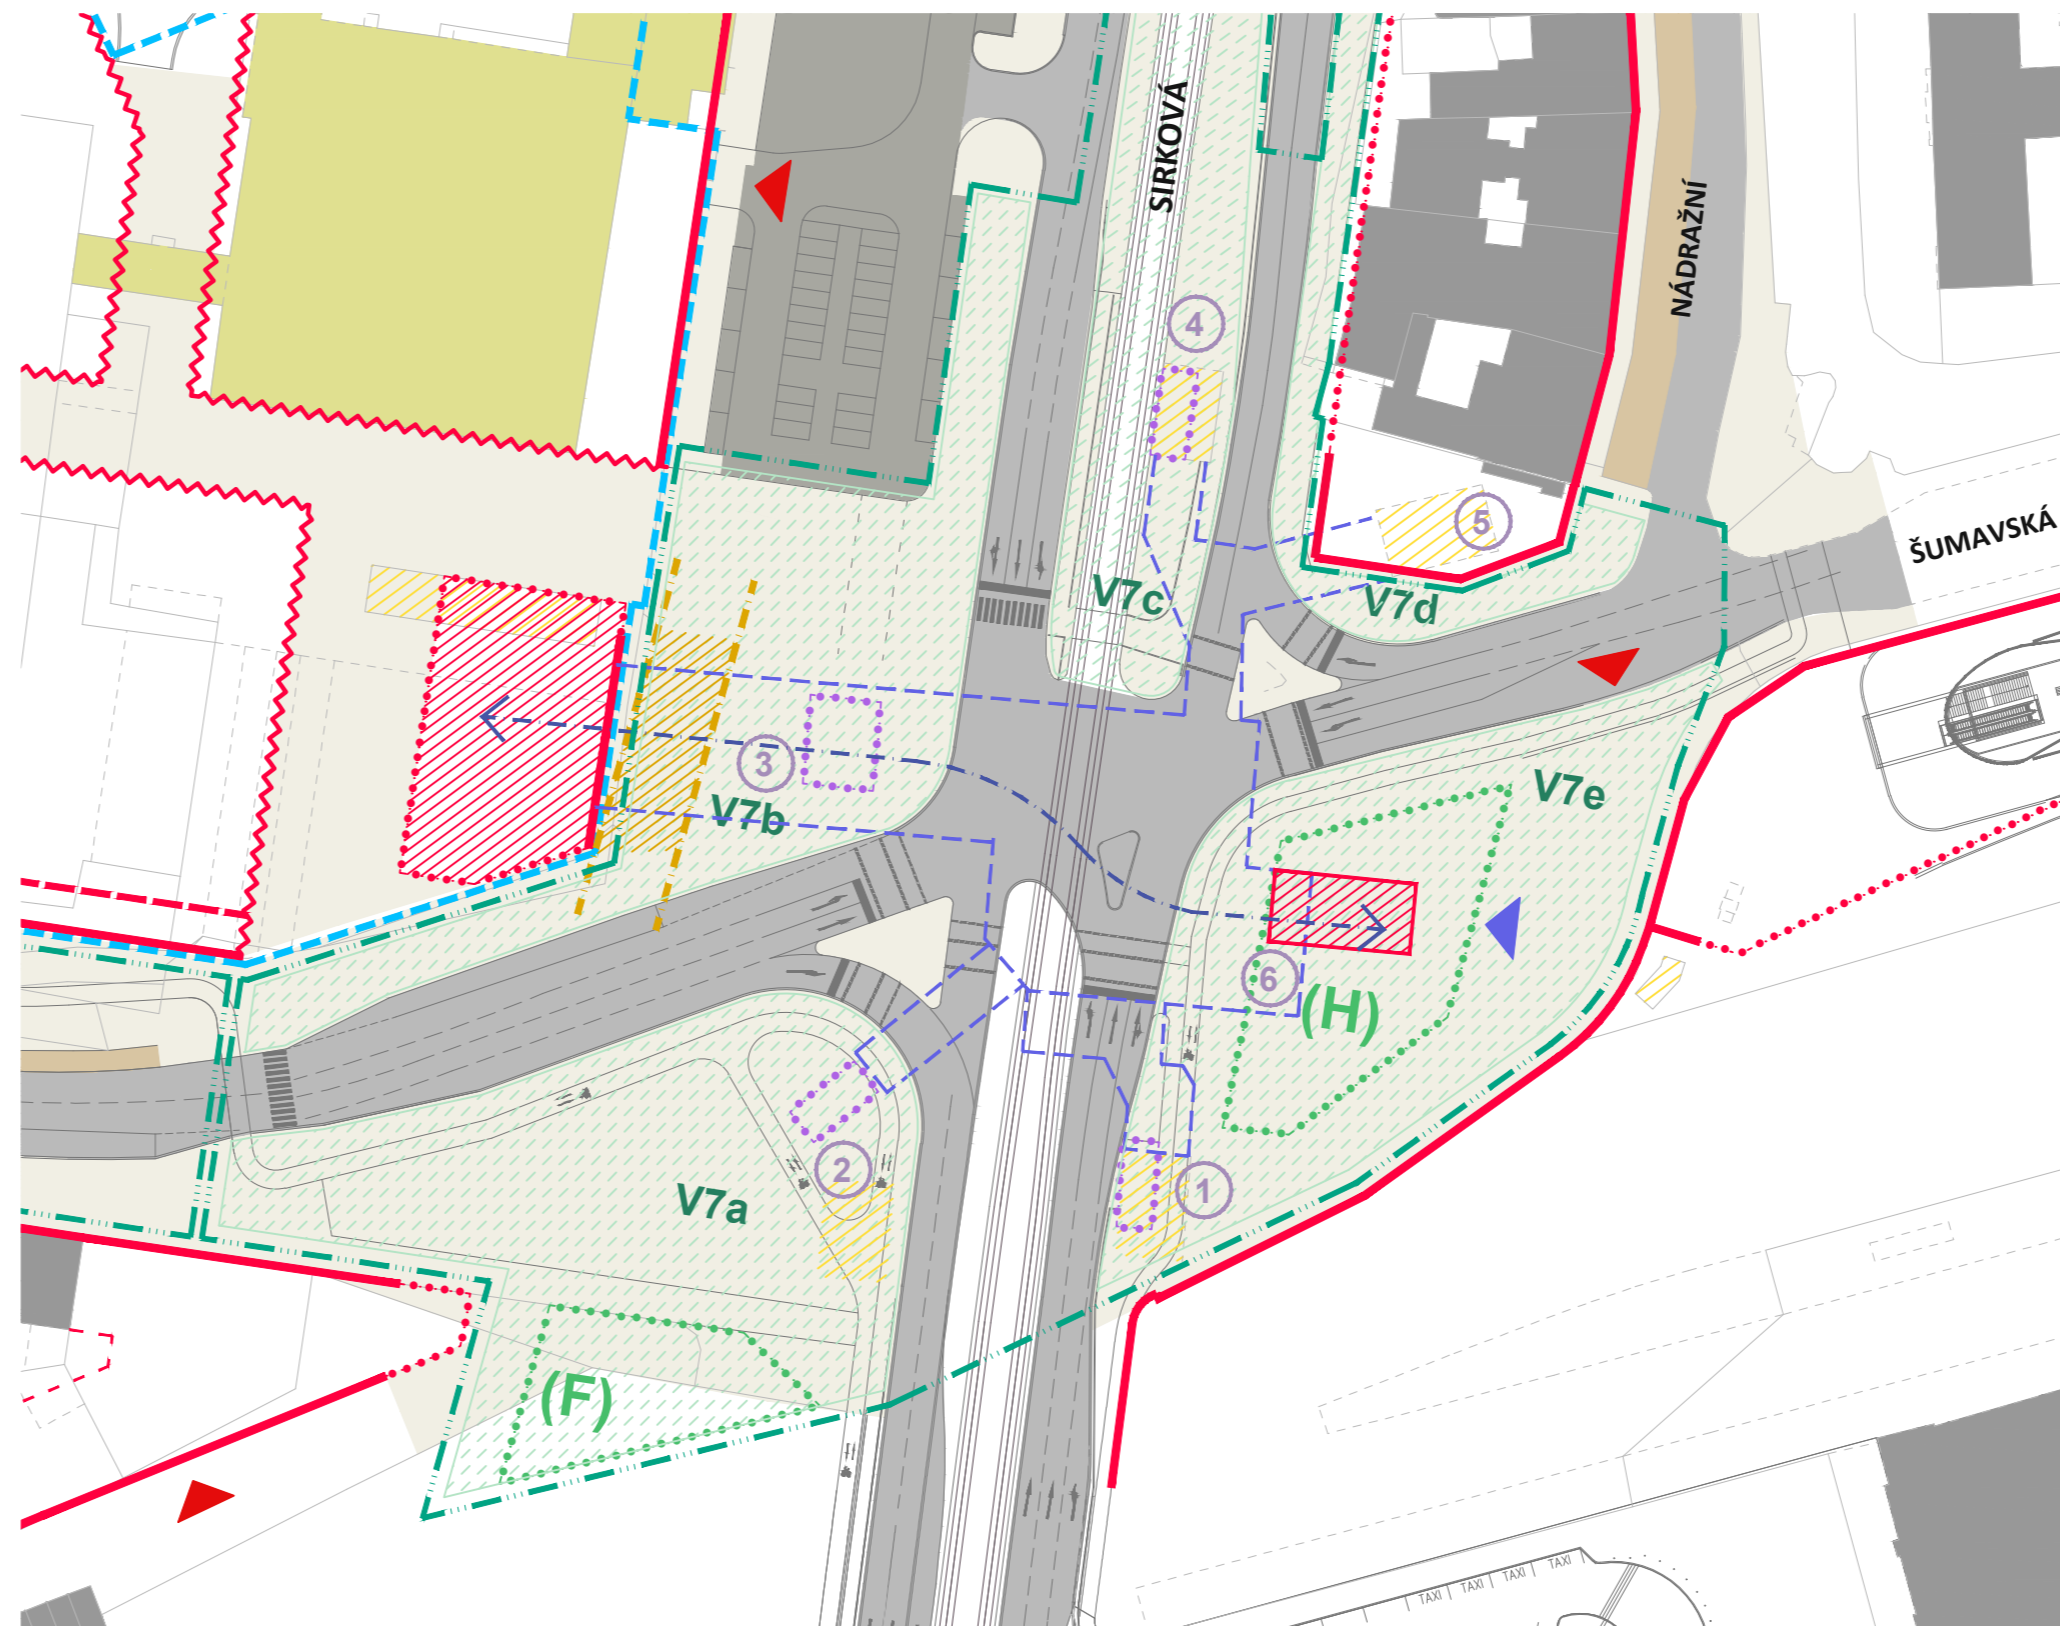 SIRKOVÁ
NÁDRAŽNÍ
4
5
ŠUMAVSKÁ
V7c
V7d
3
V7b
V7e
6
(H)
2
V7a
1
(F)
TAXI
TAXI
TAXI
TAXI